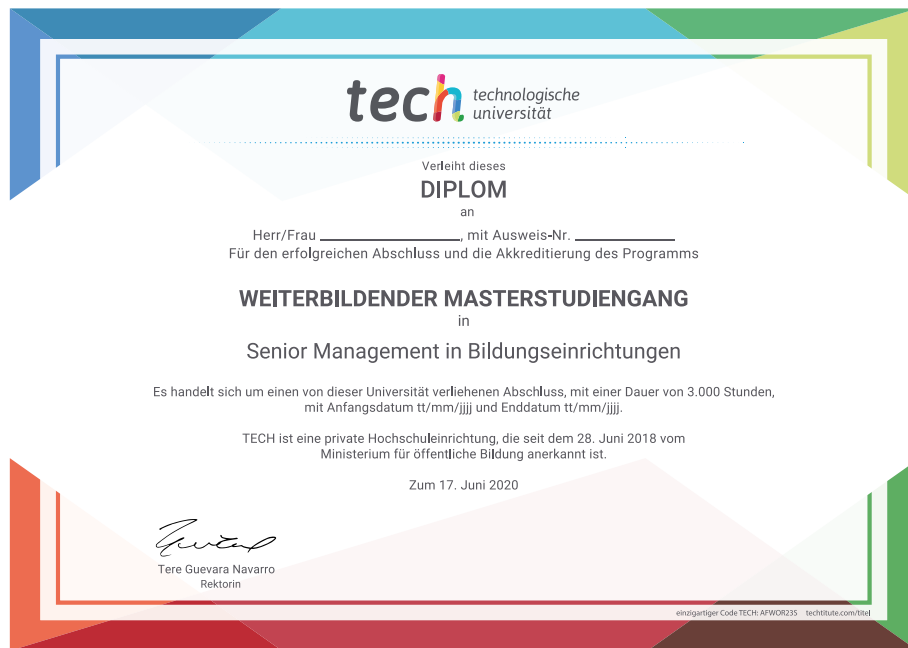 tech technologische
universität
Verleiht dieses
DIPLOM
an
Herr/Frau ____________________, mit Ausweis-Nr. ______________
Für den erfolgreichen Abschluss und die Akkreditierung des Programms
WEITERBILDENDER MASTERSTUDIENGANG
in
Senior Management in Bildungseinrichtungen
Es handelt sich um einen von dieser Universität verliehenen Abschluss, mit einer Dauer von 3.000 Stunden,
mit Anfangsdatum tt/mm/jjjj und Enddatum tt/mm/jjjj.
TECH ist eine private Hochschuleinrichtung, die seit dem 28. Juni 2018 vom
Ministerium für öffentliche Bildung anerkannt ist.
Zum 17. Juni 2020
Tere Guevara Navarro
Rektorin
einzigartiger Code TECH: AFWOR235 techtitute.com/titel